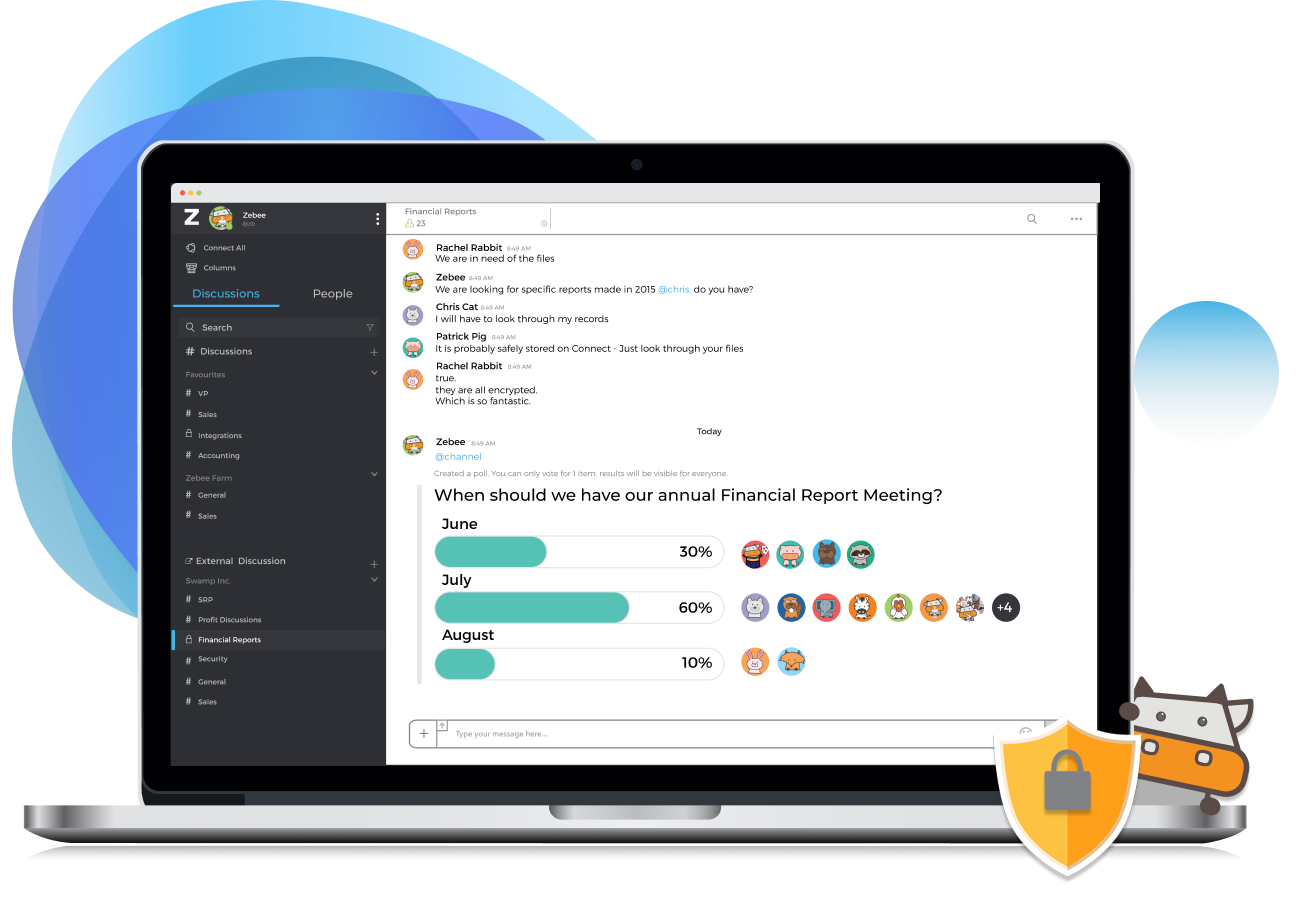 Z
Zebee
@zb
Connect All
Columns
Discussions
People
Search
# Discussions
Favourites
# VP
# Sales
Integrations
# Accounting
Zebee Farm
# General
# Sales
External Discussion
Swamp Inc.
# SRP
# Profit Discussions
Financial Reports
# Security
# General
# Sales
Financial Reports
23
Rachel Rabbit 8:49 AM
We are in need of the files
Zebee 8:49 AM
We are looking for specific reports made in 2015 @chris, do you have?
Chris Cat 8:49 AM
I will have to look through my records
Patrick Pig 8:49 AM
It is probably safely stored on Connect - Just look through your files
Rachel Rabbit 8:49 AM
true.
they are all encrypted.
Which is so fantastic.
Today
Zebee 8:49 AM
@channel
Created a poll. You can only vote for 1 item. results will be visible for everyone.
When should we have our annual Financial Report Meeting?
June
30%
July
60%
+4
August
10%
Type your message here...